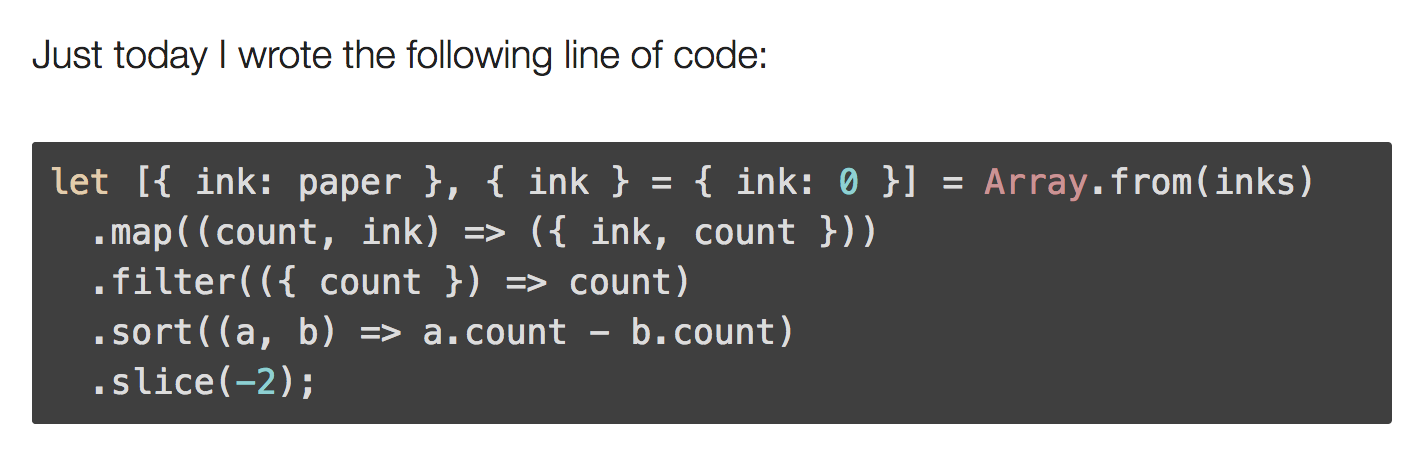 Just today I wrote the following line of code:
let [{ ink: paper }, { ink } = { ink: 0 }] = Array.from(inks)
.map((count, ink) => ({ ink, count }))
.filter(({ count }) => count)
.sort((a, b) => a.count - b.count)
.slice(-2);